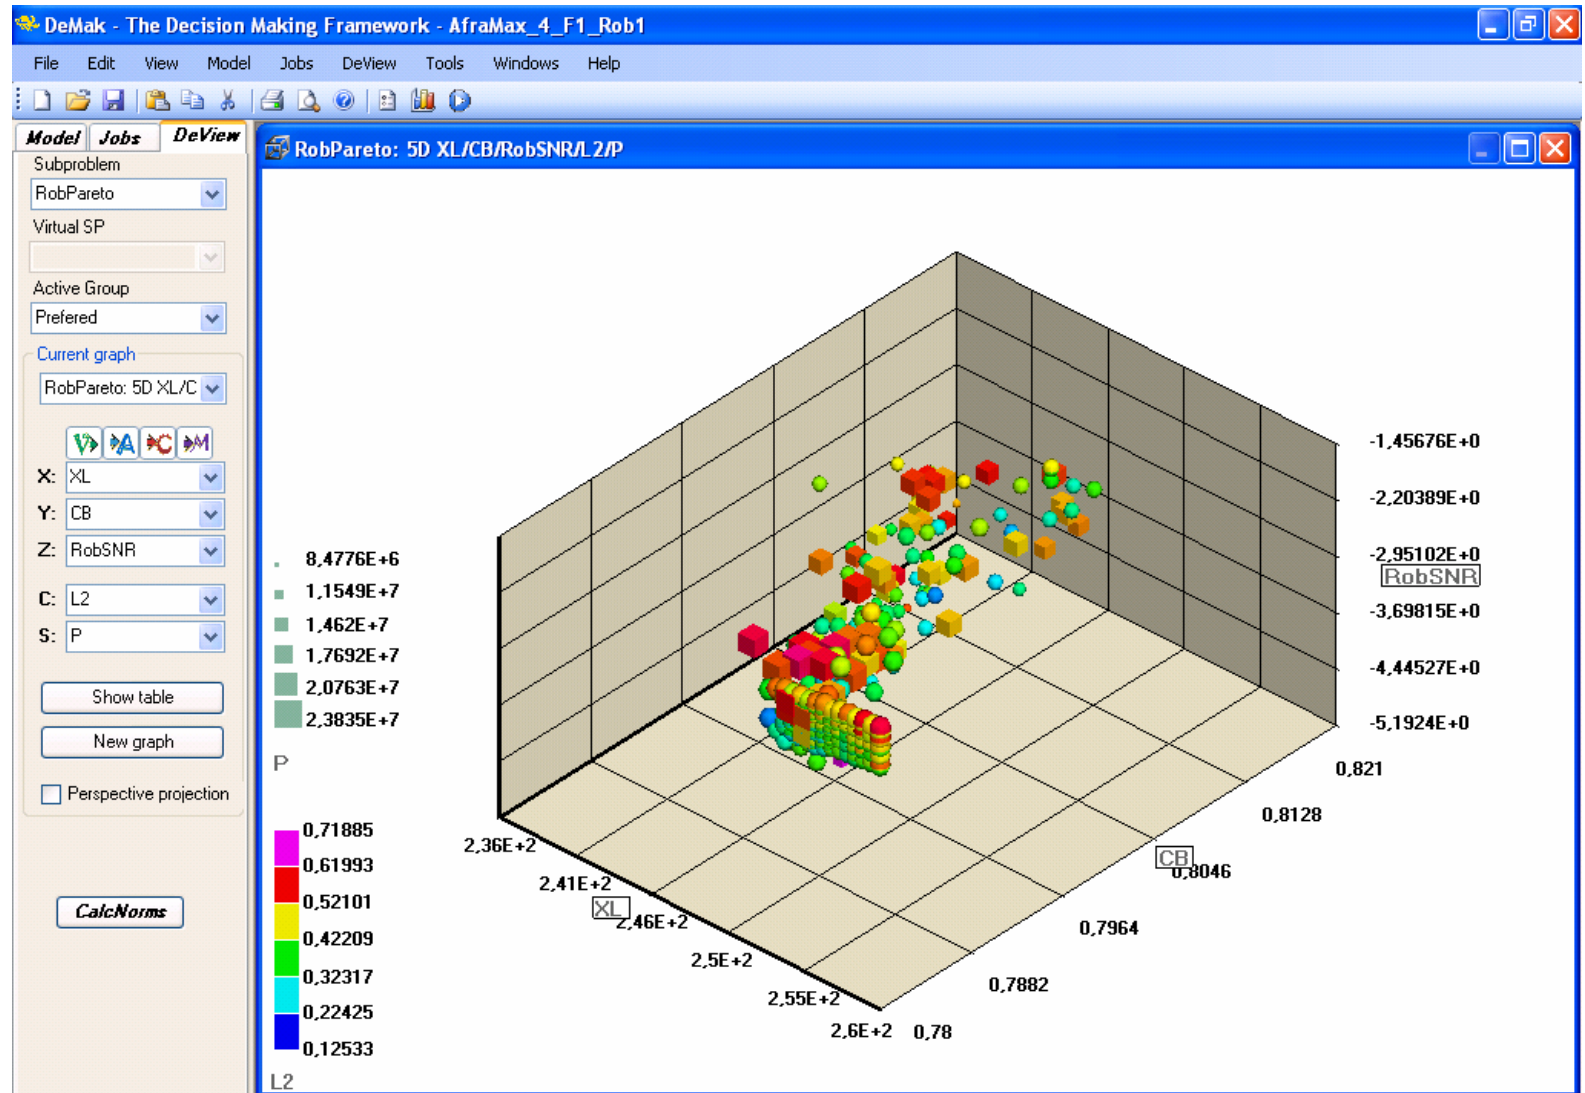 DeMak - The Decision Making Framework - AfraMax_4_F1_Rob1
File Edit View Model Jobs DeView Tools Windows Help
Model Jobs DeView
Subproblem
RobPareto
Virtual SP
Active Group
Prefered
Current graph
RobPareto: 5D XL/C
V A C M
X: XL
Y: CB
Z: RobSNR
C: L2
S: P
Show table
New graph
Perspective projection
CalcNorms
RobPareto: 5D XL/CB/RobSNR/L2/P
8,4776E+6
1,1549E+7
1,462E+7
1,7692E+7
2,0763E+7
2,3835E+7
P
0,71885
0,61993
0,52101
0,42209
0,32317
0,22425
0,12533
L2
2,36E+2
2,41E+2
XL
2,46E+2
2,5E+2
2,55E+2
2,6E+2
0,78
0,7882
0,7964
CB
0,8046
0,8128
0,821
-1,45676E+0
-2,20389E+0
-2,95102E+0
RobSNR
-3,69815E+0
-4,44527E+0
-5,1924E+0